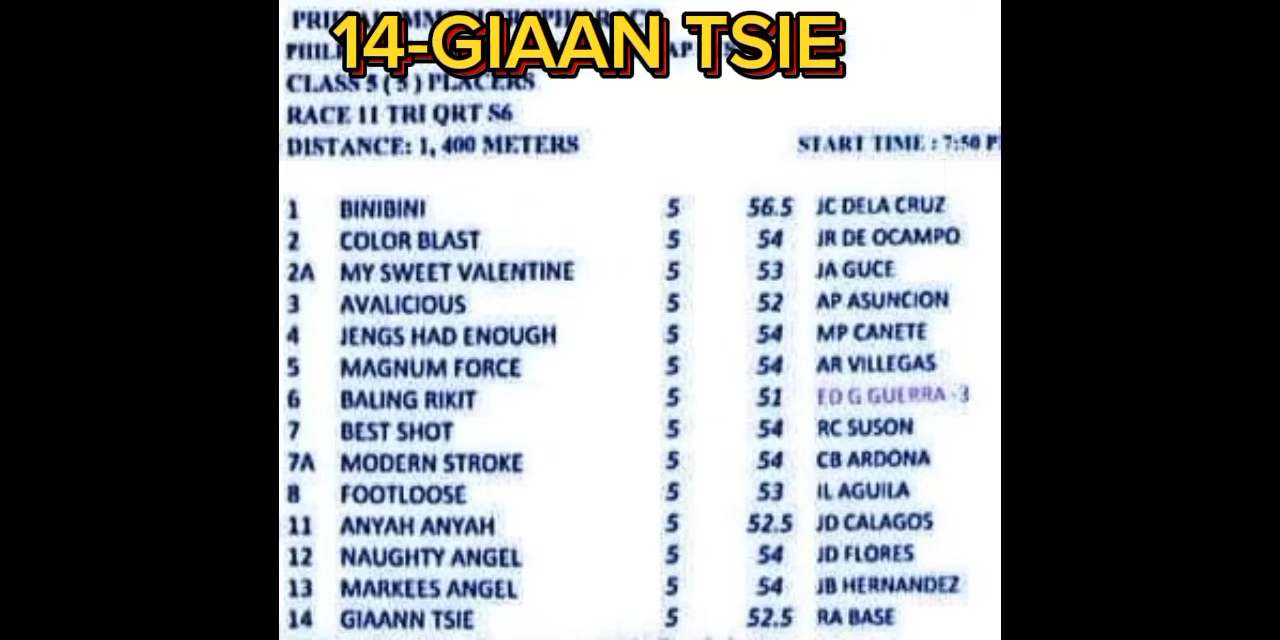 14-GIAAN TSIE
CLASS 5 ( 5 ) PLACERS
RACE 11 TRI QRT S6
DISTANCE: 1, 400 METERS START TIME : 7:50
1 BINIBINI 5 56.5 JC DELA CRUZ
2 COLOR BLAST 5 54 JR DE OCAMPO
2A MY SWEET VALENTINE 5 53 JA GUCE
3 AVALICIOUS 5 52 AP ASUNCION
4 JENGS HAD ENOUGH 5 54 MP CANETE
5 MAGNUM FORCE 5 54 AR VILLEGAS
6 BALING RIKIT 5 51 EO G GUERRA -3
7 BEST SHOT 5 54 RC SUSON
7A MODERN STROKE 5 54 CB ARDONA
8 FOOTLOOSE 5 53 IL AGUILA
11 ANYAH ANYAH 5 52.5 JD CALAGOS
12 NAUGHTY ANGEL 5 54 JD FLORES
13 MARKEES ANGEL 5 54 JB HERNANDEZ
14 GIAANN TSIE 5 52.5 RA BASE